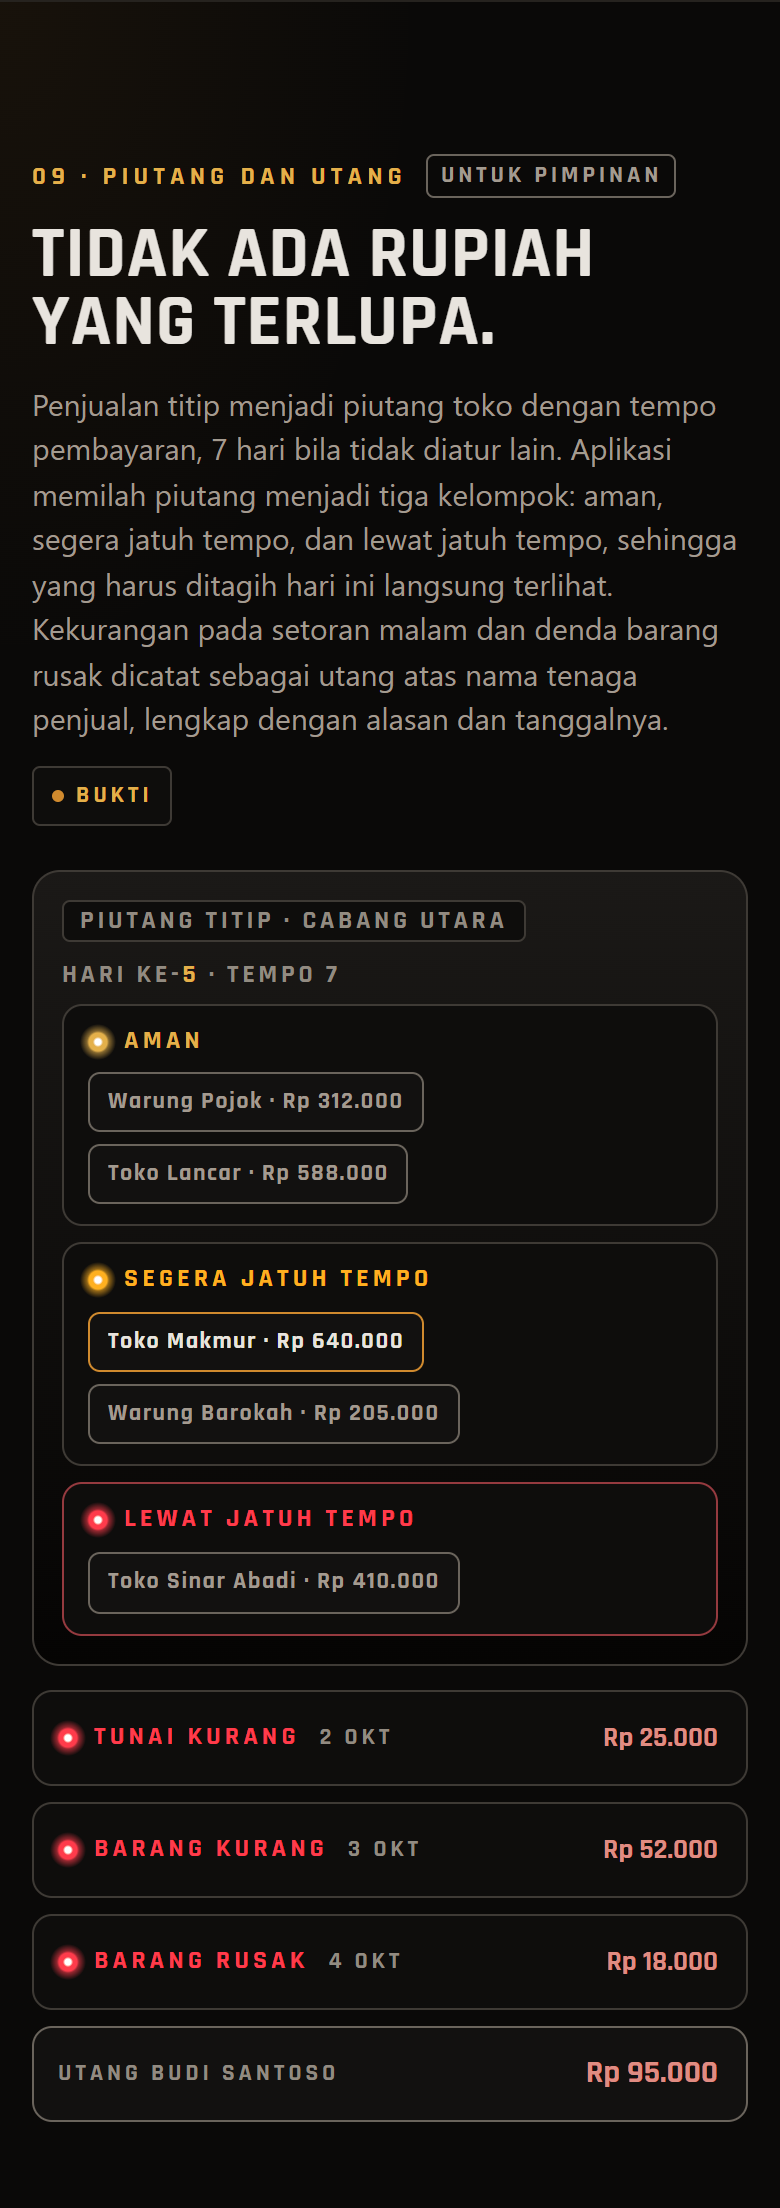 09 · PIUTANG DAN UTANG
UNTUK PIMPINAN
TIDAK ADA RUPIAH
YANG TERLUPA.
Penjualan titip menjadi piutang toko dengan tempo
pembayaran, 7 hari bila tidak diatur lain. Aplikasi
memilah piutang menjadi tiga kelompok: aman,
segera jatuh tempo, dan lewat jatuh tempo, sehingga
yang harus ditagih hari ini langsung terlihat.
Kekurangan pada setoran malam dan denda barang
rusak dicatat sebagai utang atas nama tenaga
penjual, lengkap dengan alasan dan tanggalnya.
BUKTI
PIUTANG TITIP · CABANG UTARA
HARI KE-5 · TEMPO 7
AMAN
Warung Pojok · Rp 312.000
Toko Lancar · Rp 588.000
SEGERA JATUH TEMPO
Toko Makmur · Rp 640.000
Warung Barokah · Rp 205.000
LEWAT JATUH TEMPO
Toko Sinar Abadi · Rp 410.000
TUNAI KURANG 2 OKT Rp 25.000
BARANG KURANG 3 OKT Rp 52.000
BARANG RUSAK 4 OKT Rp 18.000
UTANG BUDI SANTOSO Rp 95.000